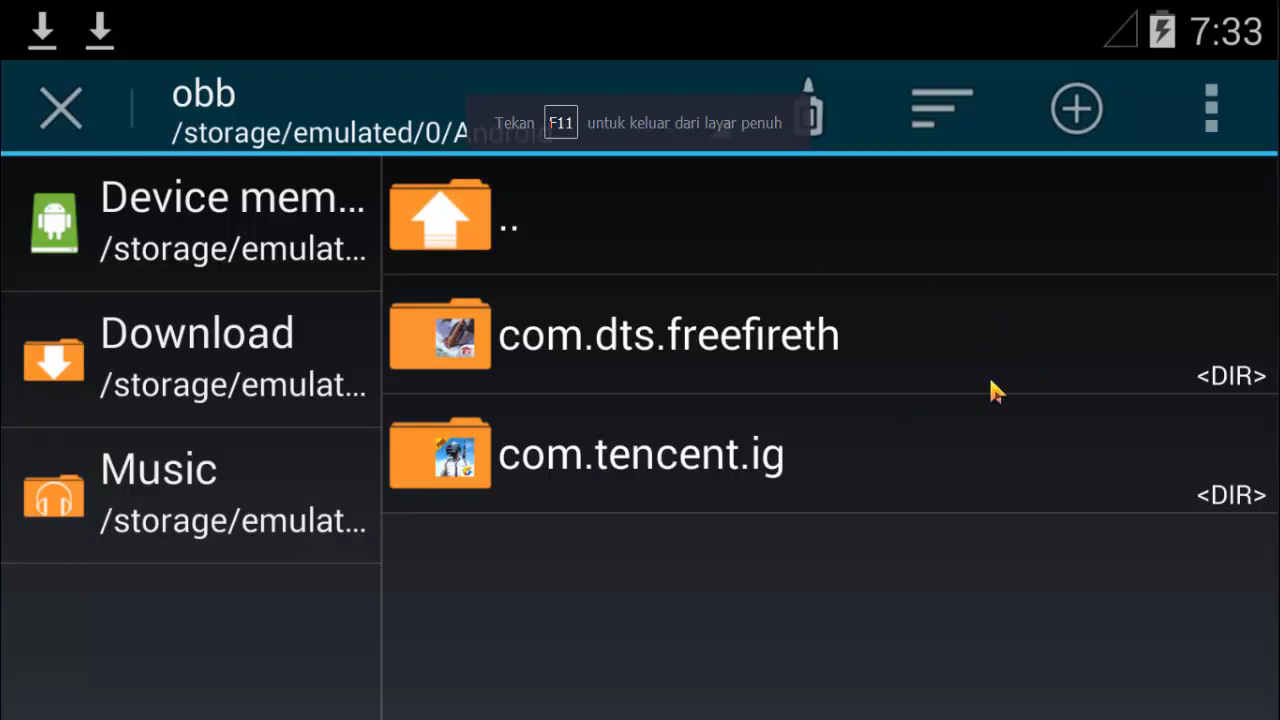 7:33
obb
/storage/emulated/0/Android
Tekan F11 untuk keluar dari layar penuh
Device mem...
/storage/emulat...
Download
/storage/emulat...
Music
/storage/emulat...
..
com.dts.freefireth
<DIR>
com.tencent.ig
<DIR>